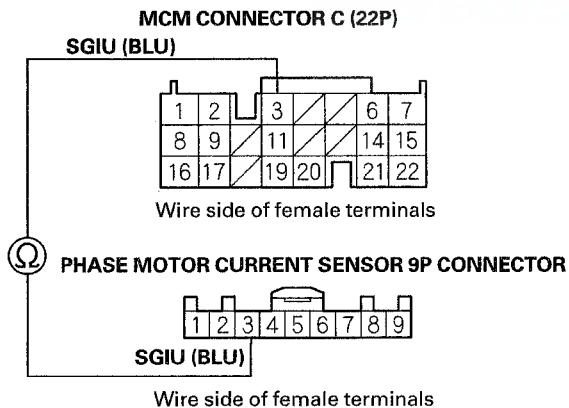 MCM CONNECTOR C (22P)
SGIU (BLU)
1 2 3 6 7
8 9 11 14 15
16 17 19 20 21 22
Wire side of female terminals
Ω
PHASE MOTOR CURRENT SENSOR 9P CONNECTOR
1 2 3 4 5 6 7 8 9
SGIU (BLU)
Wire side of female terminals